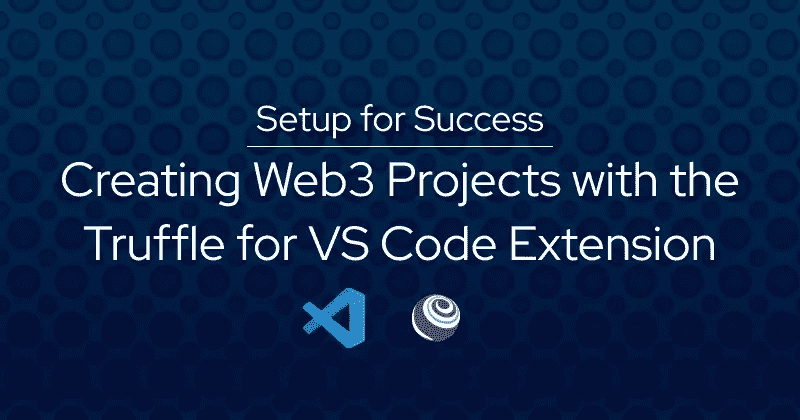 Setup for Success
Creating Web3 Projects with the
Truffle for VS Code Extension